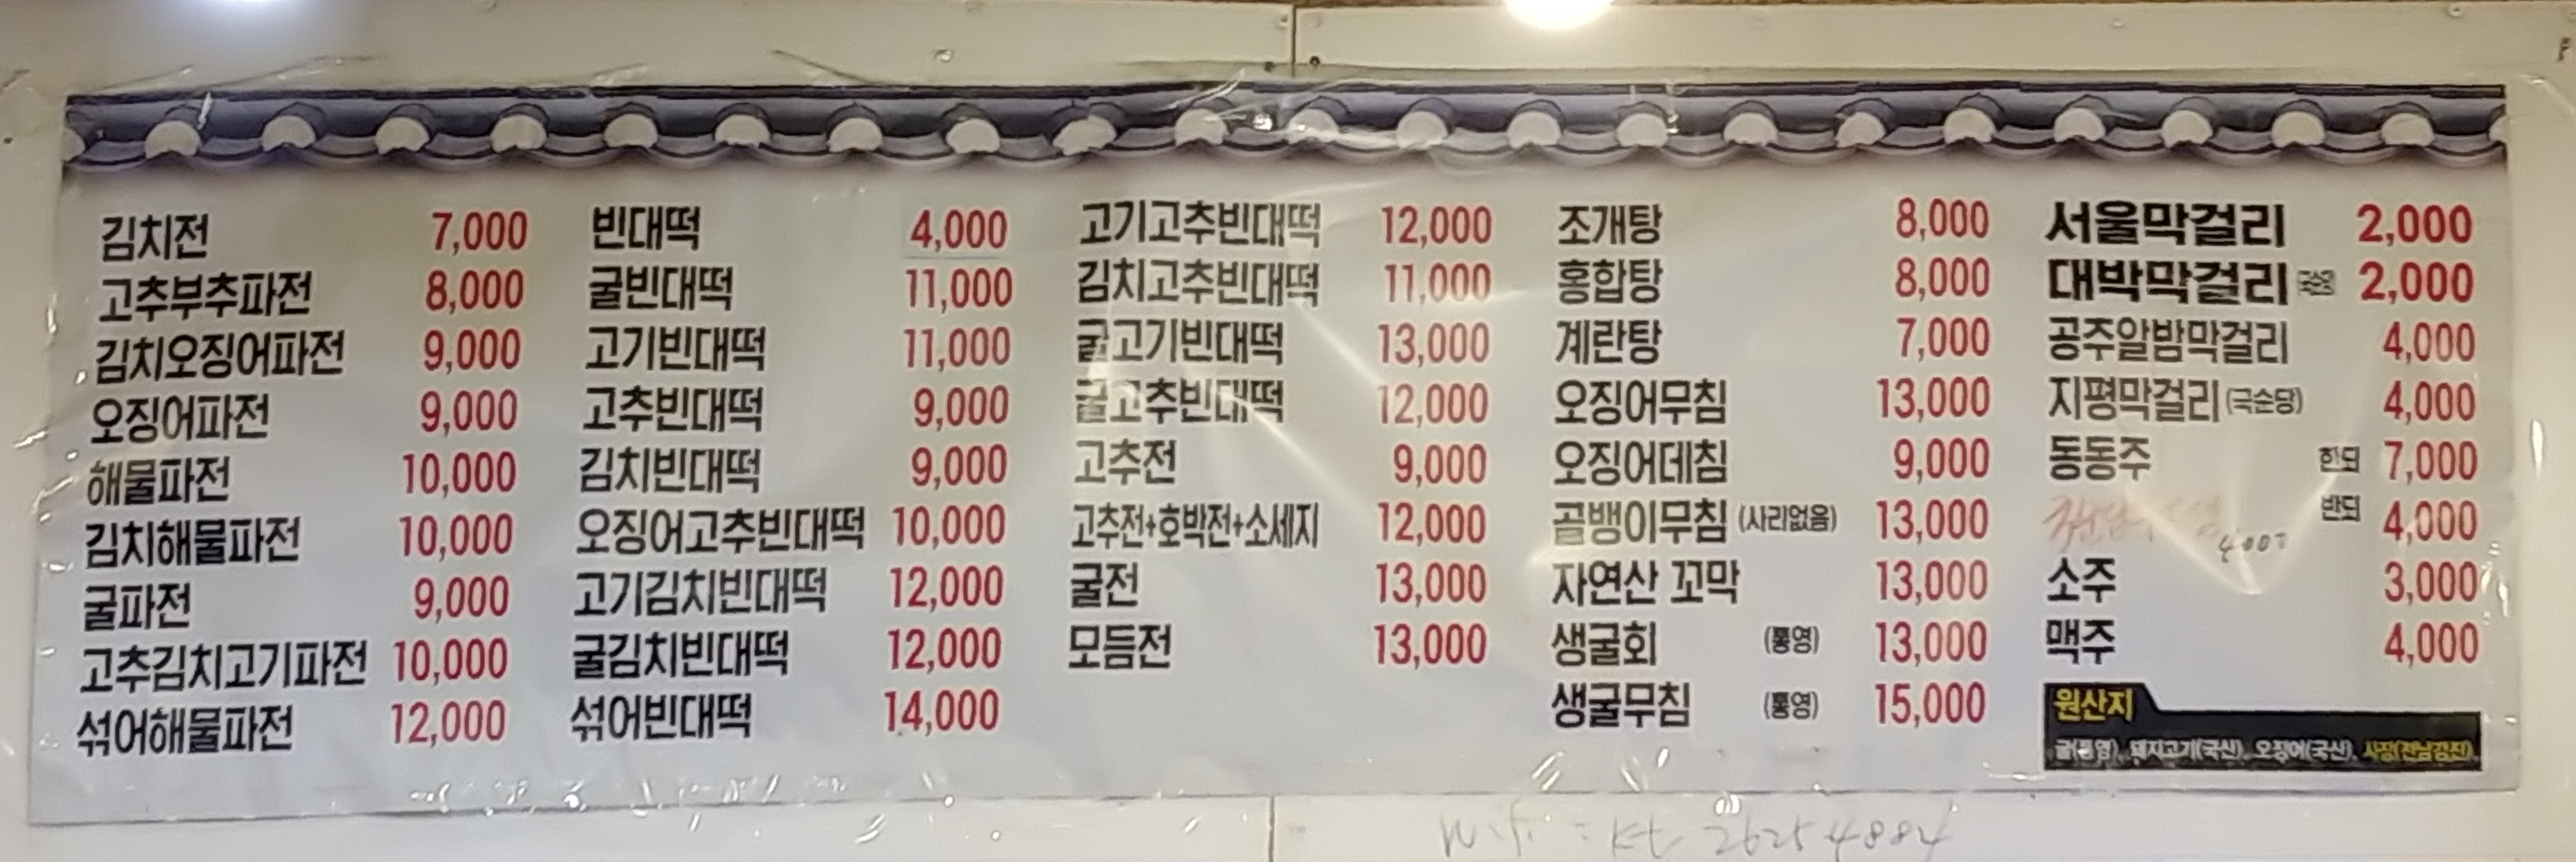 김치전 7,000
고추부추파전 8,000
김치오징어파전 9,000
오징어파전 9,000
해물파전 10,000
김치해물파전 10,000
굴파전 9,000
고추김치고기파전 10,000
섞어해물파전 12,000
빈대떡 4,000
굴빈대떡 11,000
고기빈대떡 11,000
고추빈대떡 9,000
김치빈대떡 9,000
오징어고추빈대떡 10,000
고기김치빈대떡 12,000
굴김치빈대떡 12,000
섞어빈대떡 14,000
고기고추빈대떡 12,000
김치고추빈대떡 11,000
굴고기빈대떡 13,000
굴고추빈대떡 12,000
고추전 9,000
고추전+호박전+소세지 12,000
굴전 13,000
모듬전 13,000
조개탕 8,000
홍합탕 8,000
계란탕 7,000
오징어무침 13,000
오징어데침 9,000
골뱅이무침 (사리없음) 13,000
자연산 꼬막 13,000
생굴회 (통영) 13,000
생굴무침 (통영) 15,000
서울막걸리 2,000
대박막걸리 2,000
공주알밤막걸리 4,000
지평막걸리 (국순당) 4,000
동동주 한되 7,000
반되 4,000
4000
소주 3,000
맥주 4,000
원산지
굴(통영), 돼지고기(국산), 오징어(국산), 사장(전남강진)
Wifi = Kt 26254884